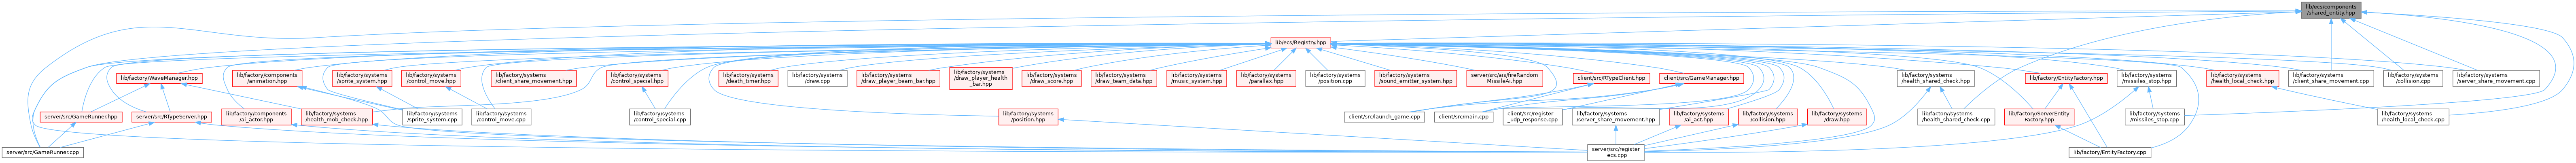 lib/ecs/components
/shared_entity.hpp
lib/ecs/Registry.hpp
lib/factory/WaveManager.hpp
lib/factory/components
/animation.hpp
lib/factory/systems
/sprite_system.hpp
lib/factory/systems
/control_move.hpp
lib/factory/systems
/client_share_movement.hpp
lib/factory/systems
/control_special.hpp
lib/factory/systems
/death_timer.hpp
lib/factory/systems
/draw.cpp
lib/factory/systems
/draw_player_beam_bar.hpp
lib/factory/systems
/draw_player_health
_bar.hpp
lib/factory/systems
/draw_score.hpp
lib/factory/systems
/draw_team_data.hpp
lib/factory/systems
/music_system.hpp
lib/factory/systems
/parallax.hpp
lib/factory/systems
/position.cpp
lib/factory/systems
/sound_emitter_system.hpp
server/src/ais/fireRandom
MissileAi.hpp
client/src/RTypeClient.hpp
client/src/GameManager.hpp
lib/factory/systems
/health_shared_check.hpp
lib/factory/EntityFactory.hpp
lib/factory/systems
/missiles_stop.hpp
lib/factory/systems
/health_local_check.hpp
lib/factory/systems
/client_share_movement.cpp
lib/factory/systems
/collision.cpp
lib/factory/systems
/server_share_movement.cpp
server/src/GameRunner.hpp
server/src/RTypeServer.hpp
lib/factory/components
/ai_actor.hpp
lib/factory/systems
/health_mob_check.hpp
lib/factory/systems
/sprite_system.cpp
lib/factory/systems
/control_move.cpp
lib/factory/systems
/control_special.cpp
lib/factory/systems
/position.hpp
client/src/launch_game.cpp
client/src/main.cpp
client/src/register
_udp_response.cpp
lib/factory/systems
/server_share_movement.hpp
lib/factory/systems
/ai_act.hpp
lib/factory/systems
/collision.hpp
lib/factory/systems
/draw.hpp
lib/factory/systems
/health_shared_check.cpp
lib/factory/ServerEntity
Factory.hpp
lib/factory/systems
/missiles_stop.cpp
lib/factory/systems
/health_local_check.cpp
server/src/GameRunner.cpp
server/src/register
_ecs.cpp
lib/factory/EntityFactory.cpp